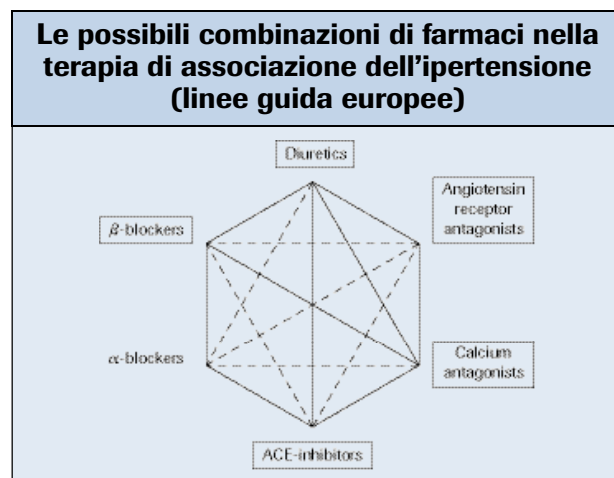 Le possibili combinazioni di farmaci nella
terapia di associazione dell'ipertensione
(linee guida europee)
Diuretics
Angiotensin
receptor
antagonists
β-blockers
α-blockers
Calcium
antagonists
ACE-inhibitors